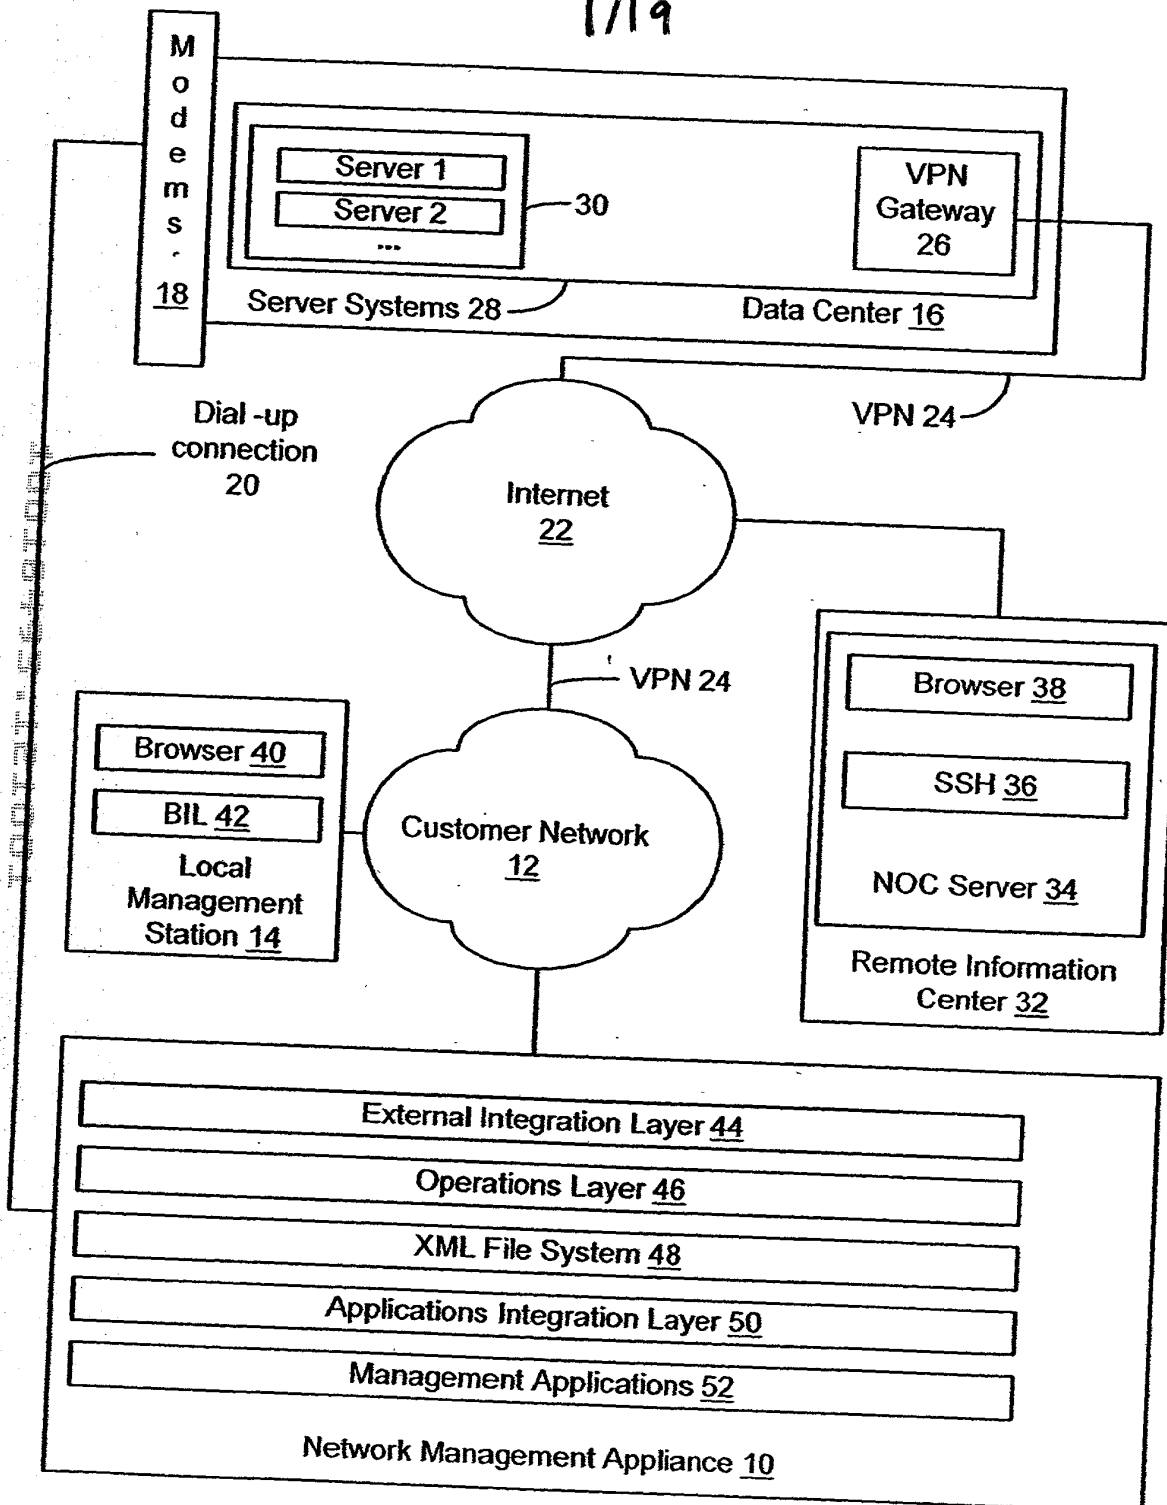 1/19
Modems
18
Server 1
Server 2
...
30
VPN
Gateway
26
Server Systems 28
Data Center 16
Dial -up
connection
20
VPN 24
Internet
22
VPN 24
Browser 38
SSH 36
NOC Server 34
Remote Information
Center 32
Browser 40
BIL 42
Local
Management
Station 14
Customer Network
12
External Integration Layer 44
Operations Layer 46
XML File System 48
Applications Integration Layer 50
Management Applications 52
Network Management Appliance 10